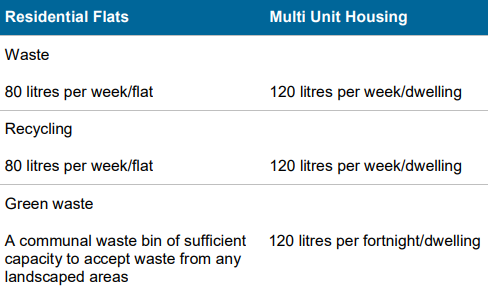 Residential Flats Multi Unit Housing
Waste
80 litres per week/flat 120 litres per week/dwelling
Recycling
80 litres per week/flat 120 litres per week/dwelling
Green waste
A communal waste bin of sufficient 120 litres per fortnight/dwelling
capacity to accept waste from any
landscaped areas